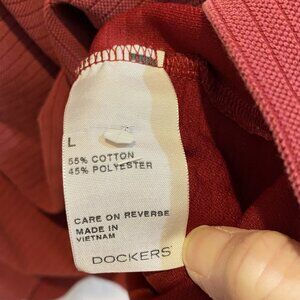 L
55% COTTON
45% POLYESTER
CARE ON REVERSE
MADE IN
VIETNAM
DOCKERS®